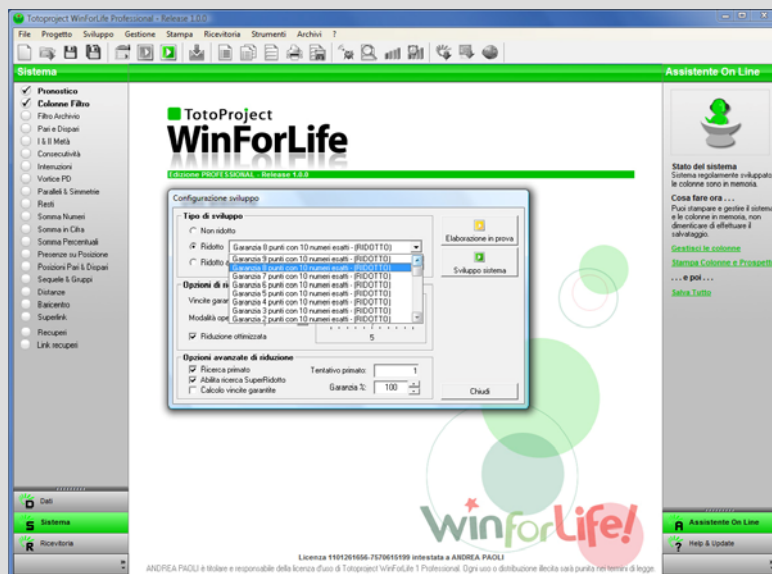 Totoproject WinForLife Professional - Release 1.0.0
File Progetto Sviluppo Gestione Stampa Ricevitoria Strumenti Archivi ?
Sistema
Pronostico
Colonne Filtro
Filtro Archivio
Pari e Dispari
I & II Metà
Consecutività
Interruzioni
Vortice PD
Paralleli & Simmetrie
Resti
Somma Numeri
Somma in Cifra
Somma Percentuali
Presenze su Posizione
Posizioni Pari & Dispari
Sequele & Gruppi
Distanze
Baricentro
Superlink
Recuperi
Link recuperi
D Dati
S Sistema
R Ricevitoria
TotoProject
WinForLife
Edizione PROFESSIONAL - Release 1.0.0
Configurazione sviluppo
Tipo di sviluppo
Non ridotto
Ridotto Garanzia 8 punti con 10 numeri esatti - (RIDOTTO)
Ridotto
Garanzia 9 punti con 10 numeri esatti - (RIDOTTO)
Garanzia 8 punti con 10 numeri esatti - (RIDOTTO)
Garanzia 7 punti con 10 numeri esatti - (RIDOTTO)
Garanzia 6 punti con 10 numeri esatti - (RIDOTTO)
Garanzia 5 punti con 10 numeri esatti - (RIDOTTO)
Garanzia 4 punti con 10 numeri esatti - (RIDOTTO)
Garanzia 3 punti con 10 numeri esatti - (RIDOTTO)
Garanzia 2 punti con 10 numeri esatti - (RIDOTTO)
Opzioni di ri
Vincite garan
Modalità ope
Riduzione ottimizzata
5
Opzioni avanzate di riduzione
Ricerca primato
Tentativo primato: 1
Abilita ricerca SuperRidotto
Calcolo vincite garantite
Garanzia %: 100
Elaborazione in prova
Sviluppo sistema
Chiudi
Winforlife!
Licenza 1101261656-7570615199 intestata a ANDREA PAOLI
ANDREA PAOLI è titolare e responsabile della licenza d'uso di Totoproject WinForLife 1 Professional. Ogni uso o distribuzione illecita sarà punita nei termini di legge.
Assistente On Line
Stato del sistema
Sistema regolarmente sviluppato
le colonne sono in memoria.
Cosa fare ora . . .
Puoi stampare e gestire il sistema
e le colonne in memoria, non
dimenticare di effettuare il
salvataggio.
Gestisci le colonne
Stampa Colonne e Prospetti
. . . e poi . . .
Salva Tutto
A Assistente On Line
? Help & Update